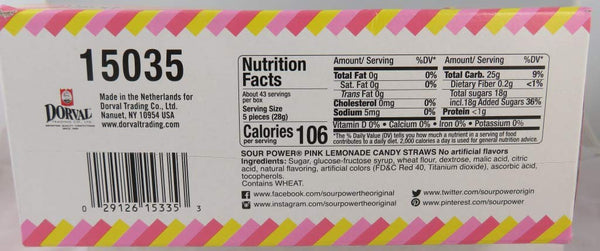 15035
DORVAL
Made in the Netherlands for
Dorval Trading Co., Ltd.
Nanuet, NY 10954 USA
www.dorvaltrading.com
0 29126 15335 3
Nutrition
Facts
About 43 servings
per box
Serving Size
5 pieces (28g)
Calories 106
per serving
Amount/ Serving %DV*
Total Fat 0g 0%
Sat. Fat 0g 0%
Trans Fat 0g
Cholesterol 0mg 0%
Sodium 5mg 0%
Amount/ Serving %DV*
Total Carb. 25g 9%
Dietary Fiber 0.2g <1%
Total sugars 18g
incl.18g Added Sugars 36%
Protein <1g
Vitamin D 0% • Calcium 0% • Iron 0% • Potassium 0%
*The % Daily Value (DV) tells you how much a nutrient in a serving of food
contributes to a daily diet. 2,000 calories a day is used for general nutrition advice.
SOUR POWER® PINK LEMONADE CANDY STRAWS No artificial flavors
Ingredients: Sugar, glucose-fructose syrup, wheat flour, dextrose, malic acid, citric
acid, natural flavoring, artificial colors (FD&C Red 40, Titanium dioxide), ascorbic acid,
tocopherols.
Contains WHEAT.
www.facebook.com/sourpowertheoriginal
www.twitter.com/sourpowerorigin
www.instagram.com/sourpowertheoriginal
www.pinterest.com/sourpower